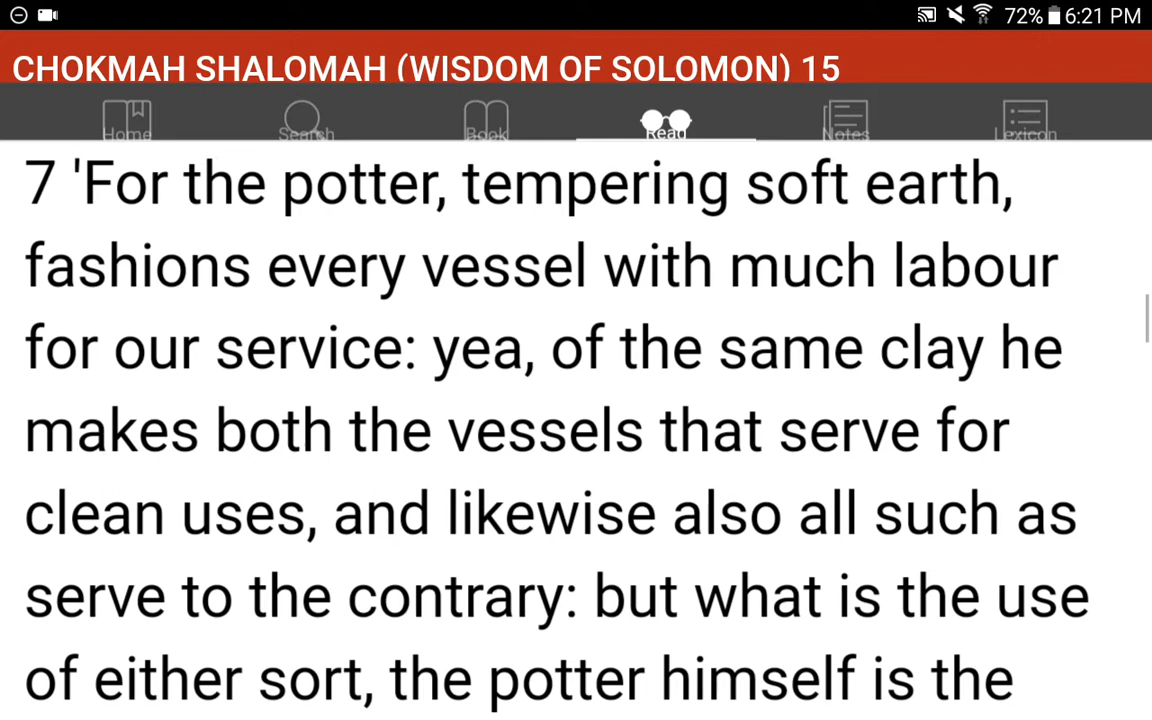 72% 6:21 PM
CHOKMAH SHALOMAH (WISDOM OF SOLOMON) 15
Home Search Book Read Notes Lexicon
7 'For the potter, tempering soft earth,
fashions every vessel with much labour
for our service: yea, of the same clay he
makes both the vessels that serve for
clean uses, and likewise also all such as
serve to the contrary: but what is the use
of either sort, the potter himself is the